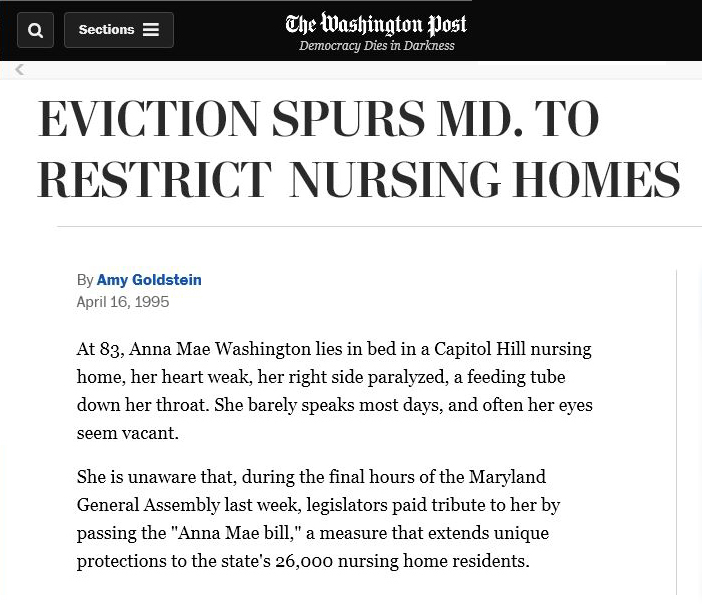 Sections
The Washington Post
Democracy Dies in Darkness
EVICTION SPURS MD. TO
RESTRICT NURSING HOMES
By Amy Goldstein
April 16, 1995
At 83, Anna Mae Washington lies in bed in a Capitol Hill nursing
home, her heart weak, her right side paralyzed, a feeding tube
down her throat. She barely speaks most days, and often her eyes
seem vacant.
She is unaware that, during the final hours of the Maryland
General Assembly last week, legislators paid tribute to her by
passing the "Anna Mae bill," a measure that extends unique
protections to the state's 26,000 nursing home residents.